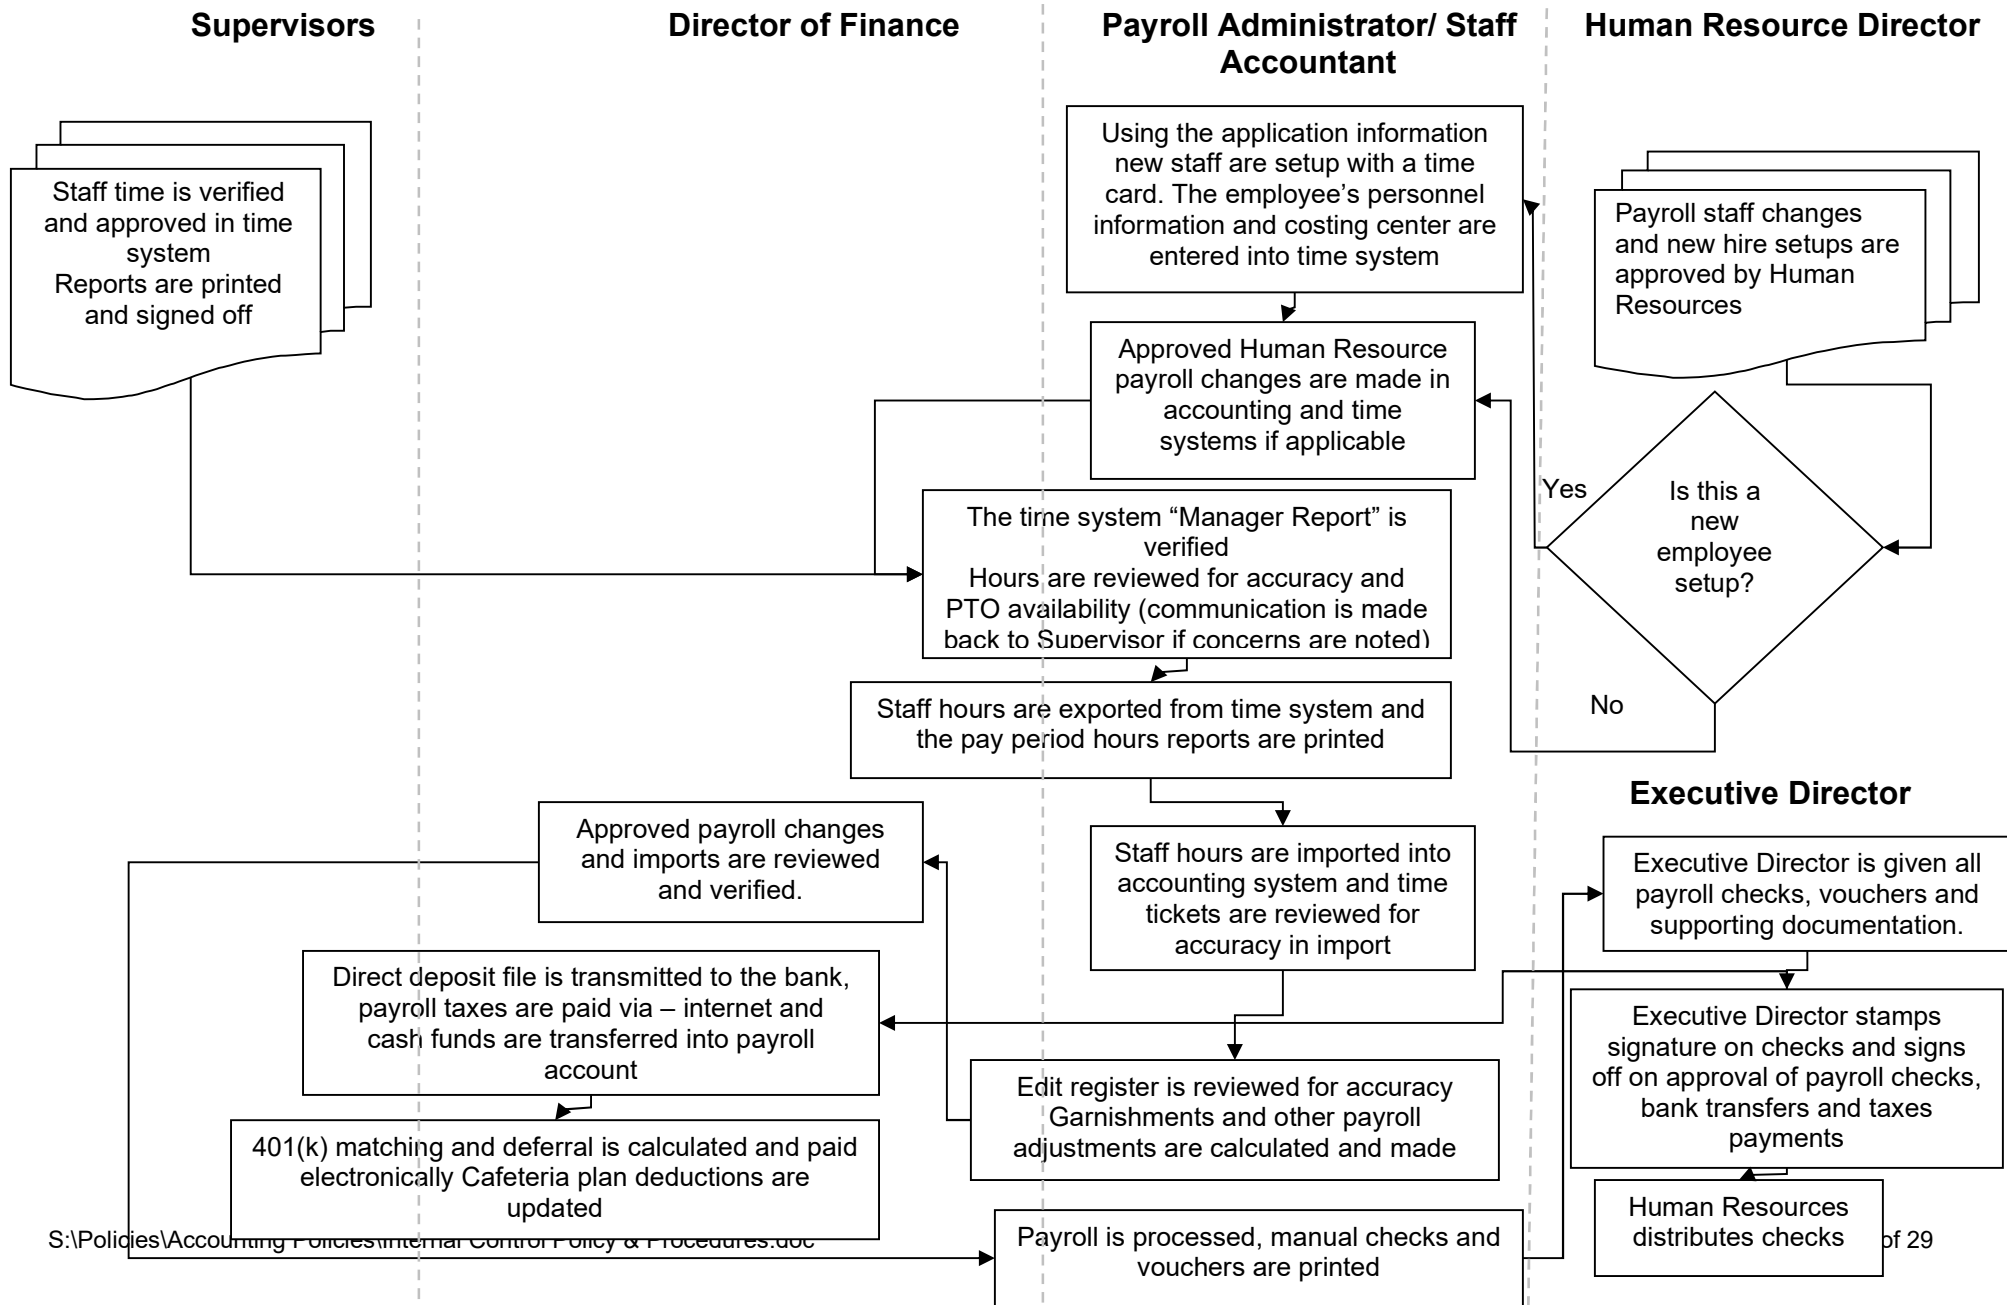 Supervisors
Director of Finance
Payroll Administrator/ Staff
Accountant
Human Resource Director
Using the application information
new staff are setup with a time
card. The employee’s personnel
information and costing center are
entered into time system
Staff time is verified
and approved in time
system
Reports are printed
and signed off
Payroll staff changes
and new hire setups are
approved by Human
Resources
Approved Human Resource
payroll changes are made in
accounting and time
systems if applicable
Yes
Is this a
new
employee
setup?
The time system “Manager Report” is
verified
Hours are reviewed for accuracy and
PTO availability (communication is made
back to Supervisor if concerns are noted)
No
Staff hours are exported from time system and
the pay period hours reports are printed
Executive Director
Approved payroll changes
and imports are reviewed
and verified.
Staff hours are imported into
accounting system and time
tickets are reviewed for
accuracy in import
Executive Director is given all
payroll checks, vouchers and
supporting documentation.
Direct deposit file is transmitted to the bank,
payroll taxes are paid via – internet and
cash funds are transferred into payroll
account
Executive Director stamps
signature on checks and signs
off on approval of payroll checks,
bank transfers and taxes
payments
Edit register is reviewed for accuracy
Garnishments and other payroll
adjustments are calculated and made
401(k) matching and deferral is calculated and paid
electronically Cafeteria plan deductions are
updated
Human Resources
distributes checks
Payroll is processed, manual checks and
vouchers are printed
S:\Policies\Accounting Policies\Internal Control Policy & Procedures.doc
of 29